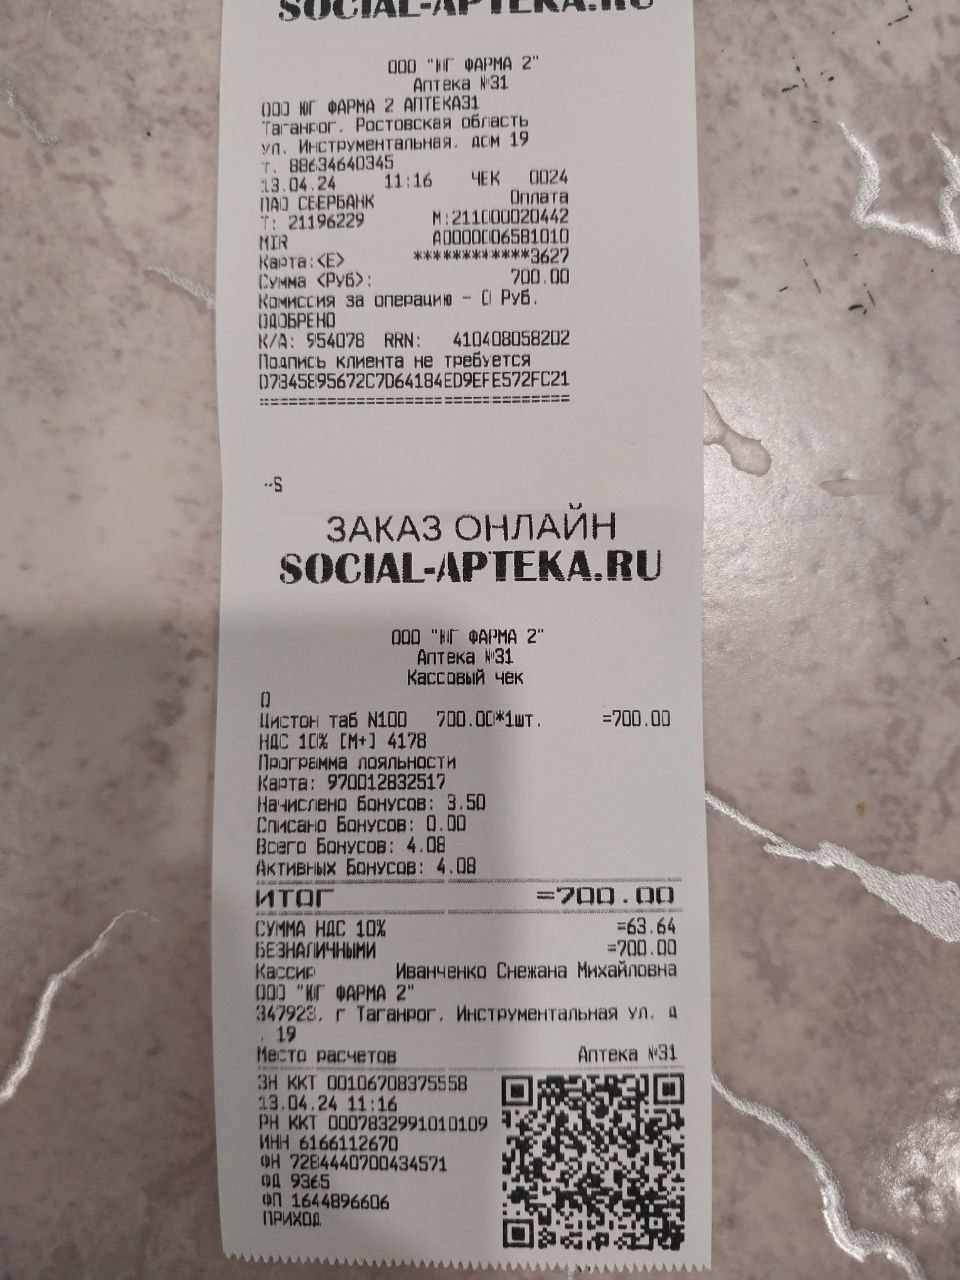 SOCIAL-APTEKA.RU
ООО "ЮГ ФАРМА 2"
Аптека №31
ООО ЮГ ФАРМА 2 АПТЕКА31
Таганрог, Ростовская область
ул. Инструментальная, дом 19
т. 88634640345
13.04.24 11:16 ЧЕК 0024
ПАО СБЕРБАНК Оплата
Т: 21196229 М:211000020442
MIR A0000006581010
Карта:<E> ************3627
Сумма <Руб>: 700.00
Комиссия за операцию - 0 Руб.
ОДОБРЕНО
К/А: 954078 RRN: 410408058202
Подпись клиента не требуется
D7845895672C7D64184ED9EFE572FC21
================================
~S
ЗАКАЗ ОНЛАЙН
SOCIAL-APTEKA.RU
ООО "ЮГ ФАРМА 2"
Аптека №31
Кассовый чек
0
Цистон таб N100 700.00*1шт. =700.00
НДС 10% [М+] 4178
Программа лояльности
Карта: 970012832517
Начислено Бонусов: 3.50
Списано Бонусов: 0.00
Всего Бонусов: 4.08
Активных Бонусов: 4.08
ИТОГ =700.00
СУММА НДС 10% =63.64
БЕЗНАЛИЧНЫМИ =700.00
Кассир Иванченко Снежана Михайловна
ООО "ЮГ ФАРМА 2"
347923, г Таганрог, Инструментальная ул, д
. 19
Место расчетов Аптека №31
ЗН ККТ 00106708375558
13.04.24 11:16
РН ККТ 0007832991010109
ИНН 6166112670
ФН 7284440700434571
ФД 9365
ФП 1644896606
ПРИХОД